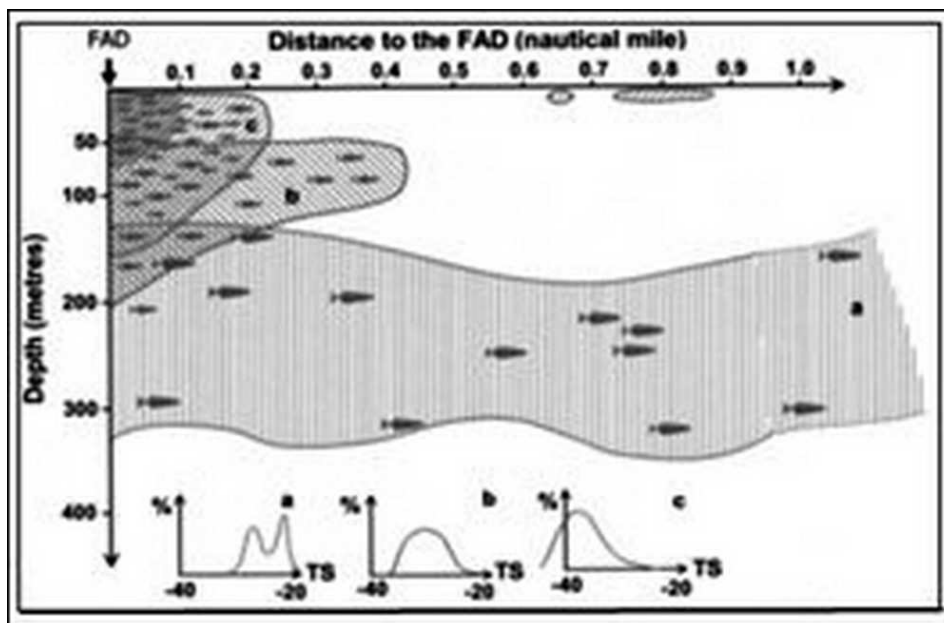 FAD
Distance to the FAD (nautical mile)
0.1 0.2 0.3 0.4 0.5 0.6 0.7 0.8 0.9 1.0
c
50
b
100
a
200
Depth (metres)
300
400
% a % b % c
TS TS TS
-40 -20 -40 -20 -40 -20